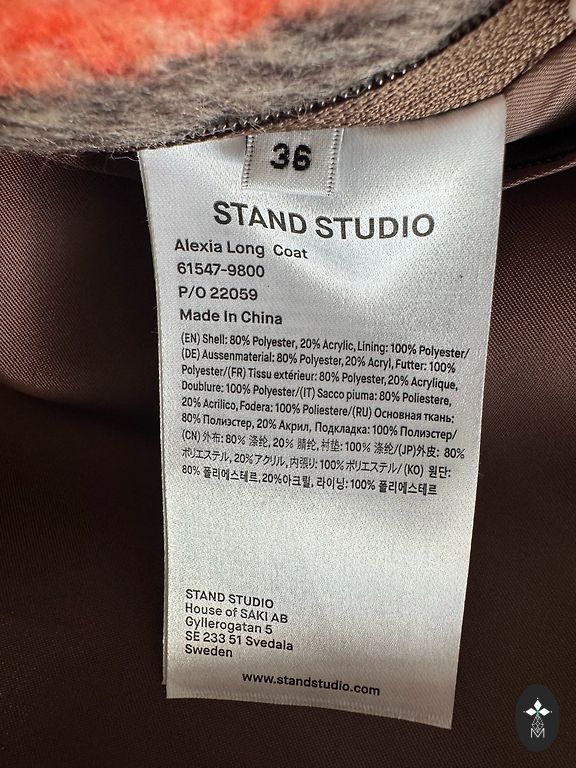 36
STAND STUDIO
Alexia Long Coat
61547-9800
P/O 22059
Made In China
(EN) Shell: 80% Polyester, 20% Acrylic, Lining: 100% Polyester/
(DE) Aussenmaterial: 80% Polyester, 20% Acryl, Futter: 100%
Polyester/(FR) Tissu extérieur: 80% Polyester, 20% Acrylique,
Doublure: 100% Polyester/(IT) Sacco piuma: 80% Poliestere,
20% Acrilico, Fodera: 100% Poliestere/(RU) Основная ткань:
80% Полиэстер, 20% Акрил, Подкладка: 100% Полиэстер/
(CN) 外布: 80% 涤纶, 20% 腈纶, 衬垫: 100% 涤纶/(JP)外皮: 80%
ポリエステル, 20%アクリル, 内張り: 100%ポリエステル/ (KO) 원단:
80% 폴리에스테르, 20%아크릴, 라이닝: 100% 폴리에스테르
STAND STUDIO
House of SAKI AB
Gyllerogatan 5
SE 233 51 Svedala
Sweden
www.standstudio.com
M